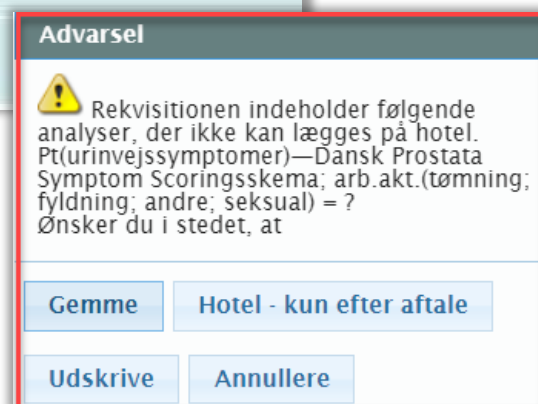 Advarsel
Rekvisitionen indeholder følgende
analyser, der ikke kan lægges på hotel.
Pt(urinvejssymptomer)—Dansk Prostata
Symptom Scoringsskema; arb.akt.(tømning;
fyldning; andre; seksual) = ?
Ønsker du i stedet, at
Gemme Hotel - kun efter aftale
Udskrive Annullere